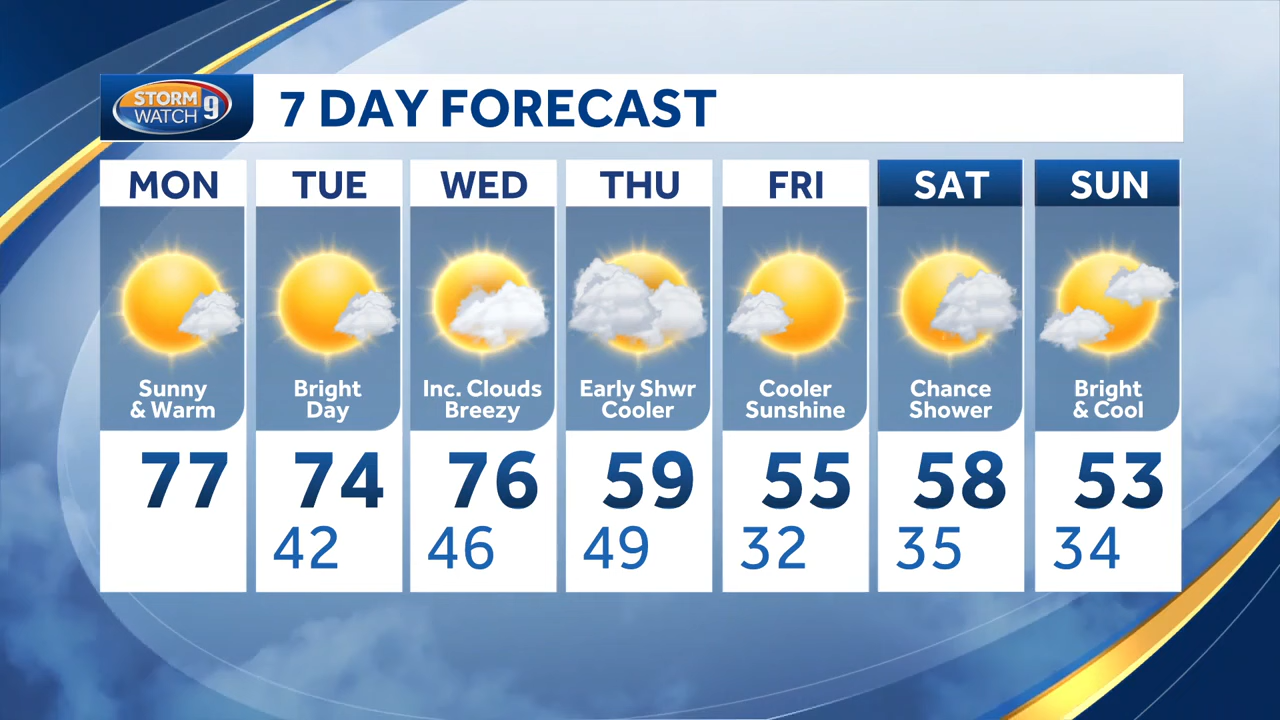 STORM
WATCH 9
7 DAY FORECAST
MON
TUE
WED
THU
FRI
SAT
SUN
Sunny
& Warm
Bright
Day
Inc. Clouds
Breezy
Early Shwr
Cooler
Cooler
Sunshine
Chance
Shower
Bright
& Cool
77
74
76
59
55
58
53
42
46
49
32
35
34